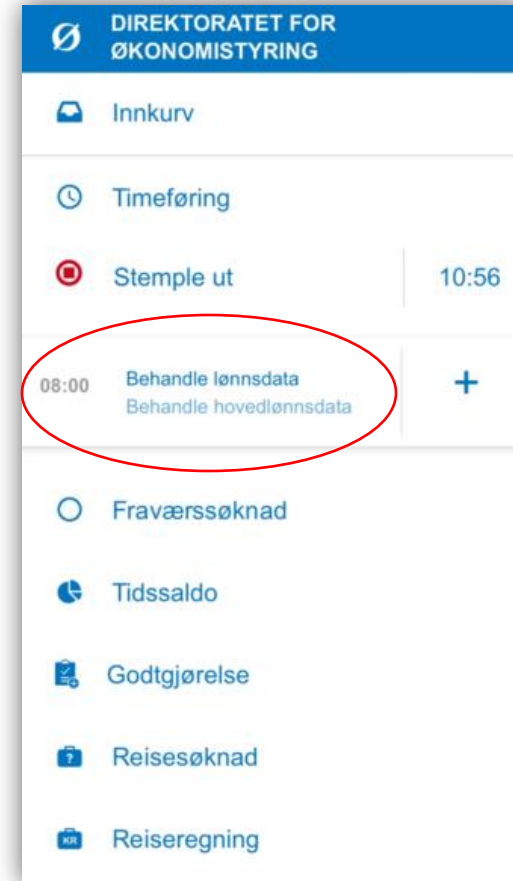 DIREKTORATET FOR
ØKONOMISTYRING
Innkurv
Timeføring
Stemple ut 10:56
08:00 Behandle lønnsdata +
Behandle hovedlønnsdata
Fraværssøknad
Tidssaldo
Godtgjørelse
? Reisesøknad
KR Reiseregning